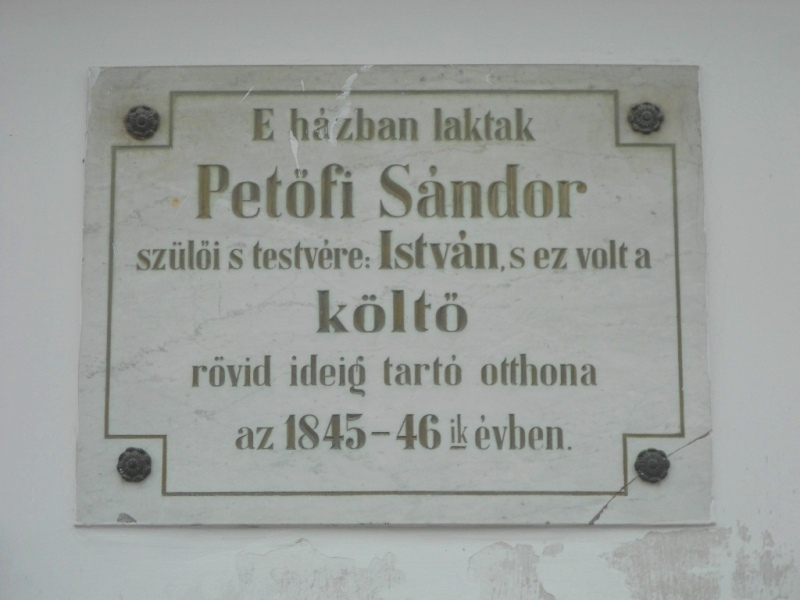 E házban laktak
Petőfi Sándor
szülői s testvére: István, s ez volt a
költő
rövid ideig tartó otthona
az 1845-46 ik évben.